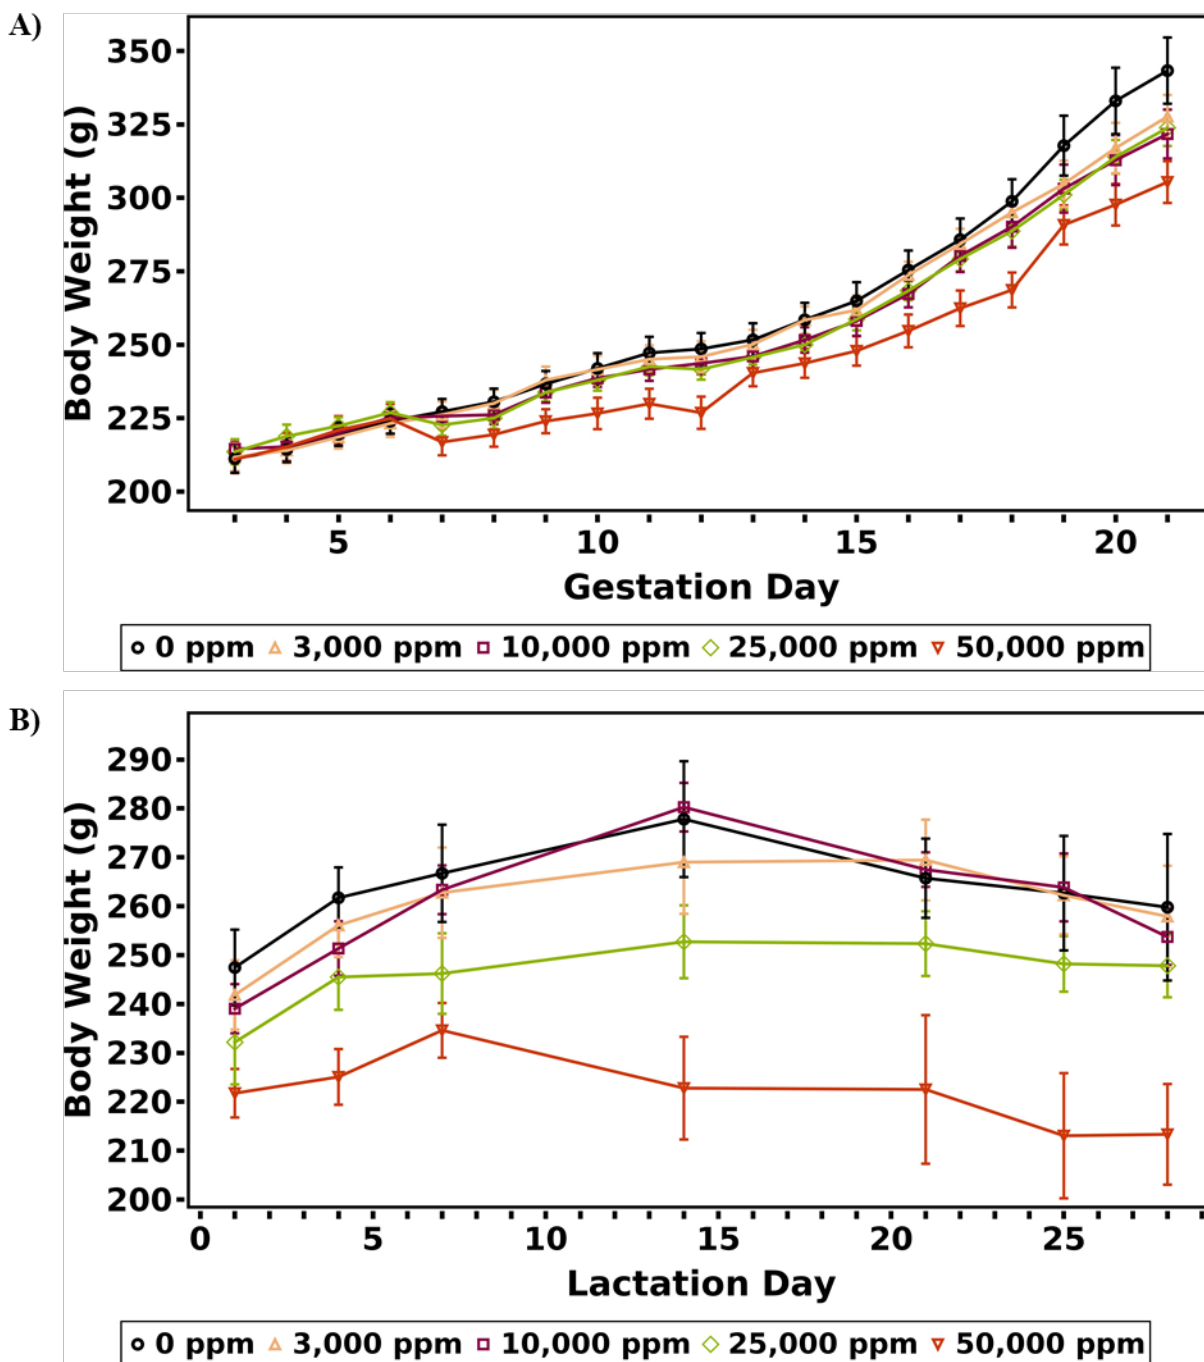 A)
350
325
300
275
250
225
200
Body Weight (g)
5 10 15 20
Gestation Day
0 ppm 3,000 ppm 10,000 ppm 25,000 ppm 50,000 ppm
B)
290
280
270
260
250
240
230
220
210
200
Body Weight (g)
0 5 10 15 20 25
Lactation Day
0 ppm 3,000 ppm 10,000 ppm 25,000 ppm 50,000 ppm